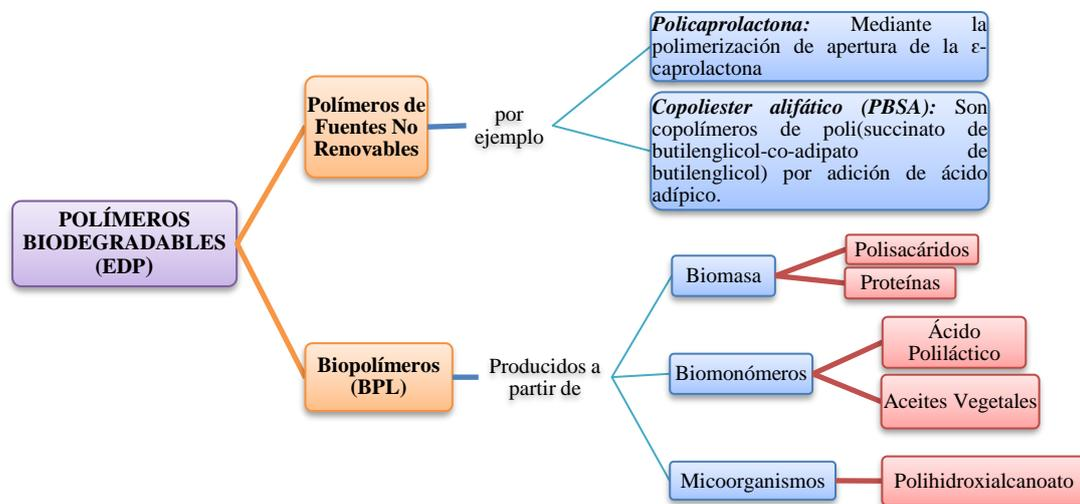 POLÍMEROS
BIODEGRADABLES
(EDP)
Polímeros de
Fuentes No
Renovables
por
ejemplo
Policaprolactona: Mediante la
polimerización de apertura de la ε-
caprolactona
Copoliester alifático (PBSA): Son
copolímeros de poli(succinato de
butilenglicol-co-adipato de
butilenglicol) por adición de ácido
adípico.
Biopolímeros
(BPL)
Producidos a
partir de
Biomasa
Polisacáridos
Proteínas
Biomonómeros
Ácido
Poliláctico
Aceites Vegetales
Micoorganismos
Polihidroxialcanoato